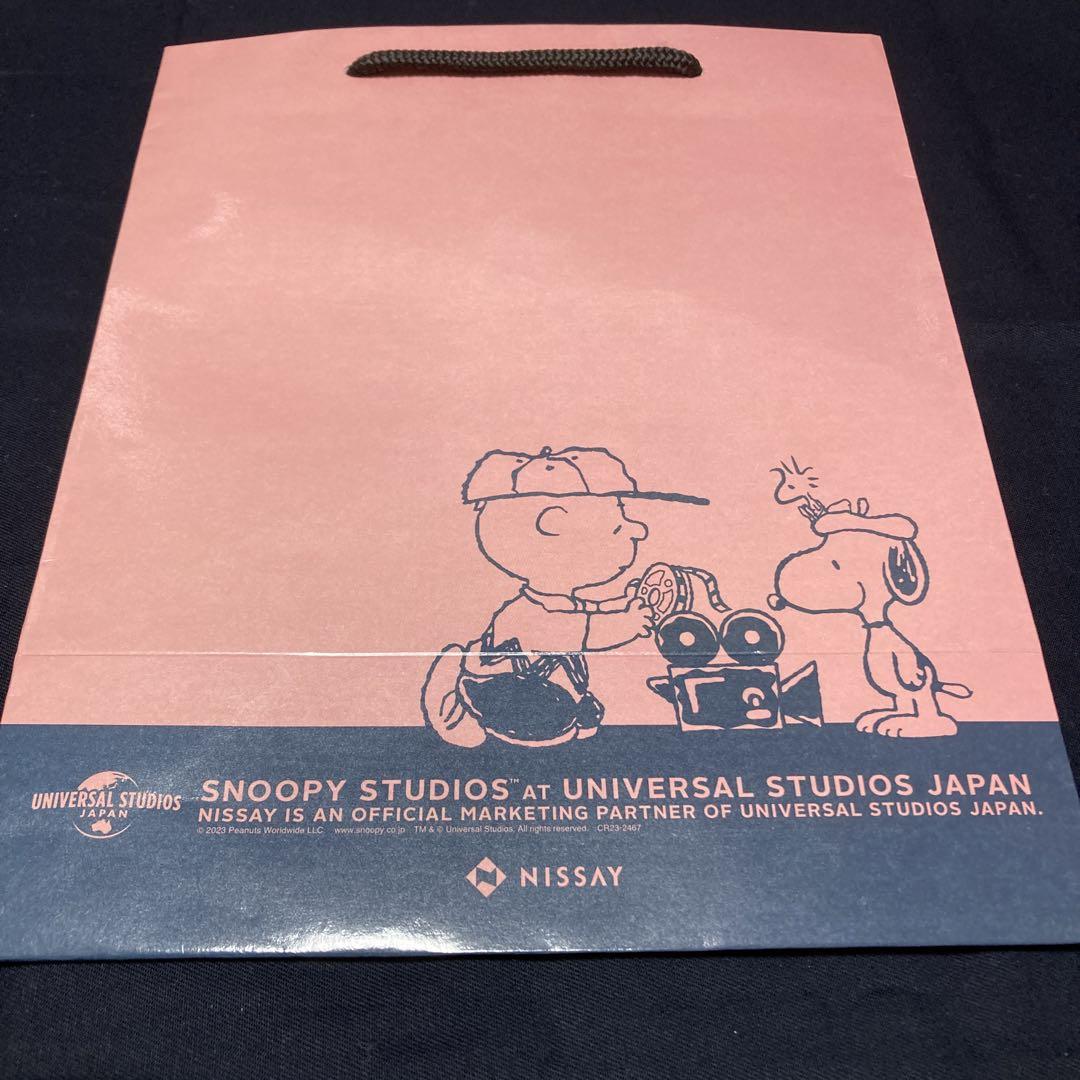 UNIVERSAL STUDIOS
JAPAN
SNOOPY STUDIOS™ AT UNIVERSAL STUDIOS JAPAN
NISSAY IS AN OFFICIAL MARKETING PARTNER OF UNIVERSAL STUDIOS JAPAN.
© 2023 Peanuts Worldwide LLC www.snoopy.co.jp TM & © Universal Studios. All rights reserved. CR23-2467
NISSAY